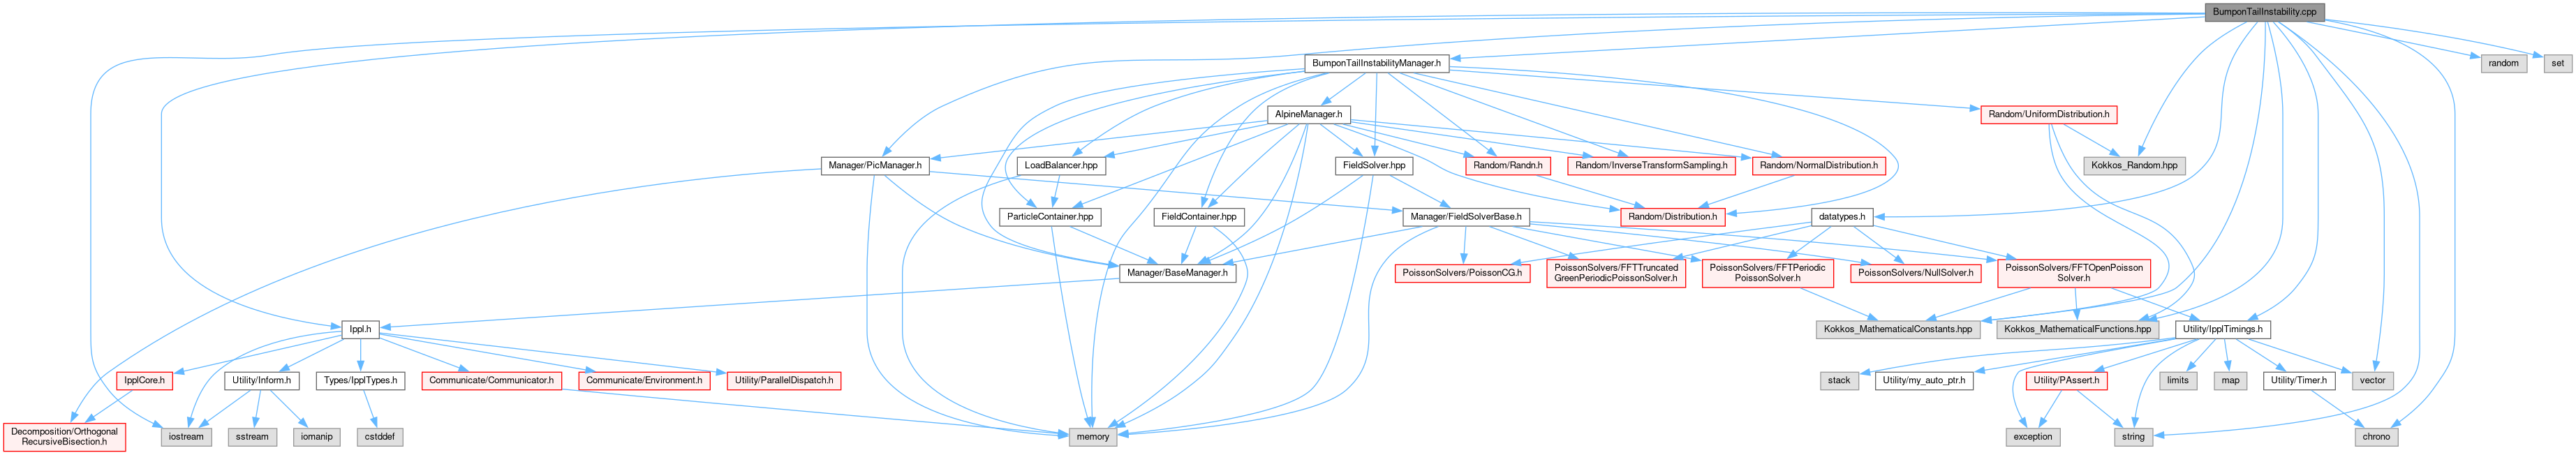 BumponTailInstability.cpp
BumponTailInstabilityManager.h
random
set
AlpineManager.h
Random/UniformDistribution.h
Manager/PicManager.h
LoadBalancer.hpp
FieldSolver.hpp
Random/Randn.h
Random/InverseTransformSampling.h
Random/NormalDistribution.h
Kokkos_Random.hpp
ParticleContainer.hpp
FieldContainer.hpp
Manager/FieldSolverBase.h
Random/Distribution.h
datatypes.h
Manager/BaseManager.h
PoissonSolvers/PoissonCG.h
PoissonSolvers/FFTTruncated
GreenPeriodicPoissonSolver.h
PoissonSolvers/FFTPeriodic
PoissonSolver.h
PoissonSolvers/NullSolver.h
PoissonSolvers/FFTOpenPoisson
Solver.h
Ippl.h
Kokkos_MathematicalConstants.hpp
Kokkos_MathematicalFunctions.hpp
Utility/IpplTimings.h
IpplCore.h
Utility/Inform.h
Types/IpplTypes.h
Communicate/Communicator.h
Communicate/Environment.h
Utility/ParallelDispatch.h
stack
Utility/my_auto_ptr.h
Utility/PAssert.h
limits
map
Utility/Timer.h
vector
Decomposition/Orthogonal
RecursiveBisection.h
iostream
sstream
iomanip
cstddef
memory
exception
string
chrono